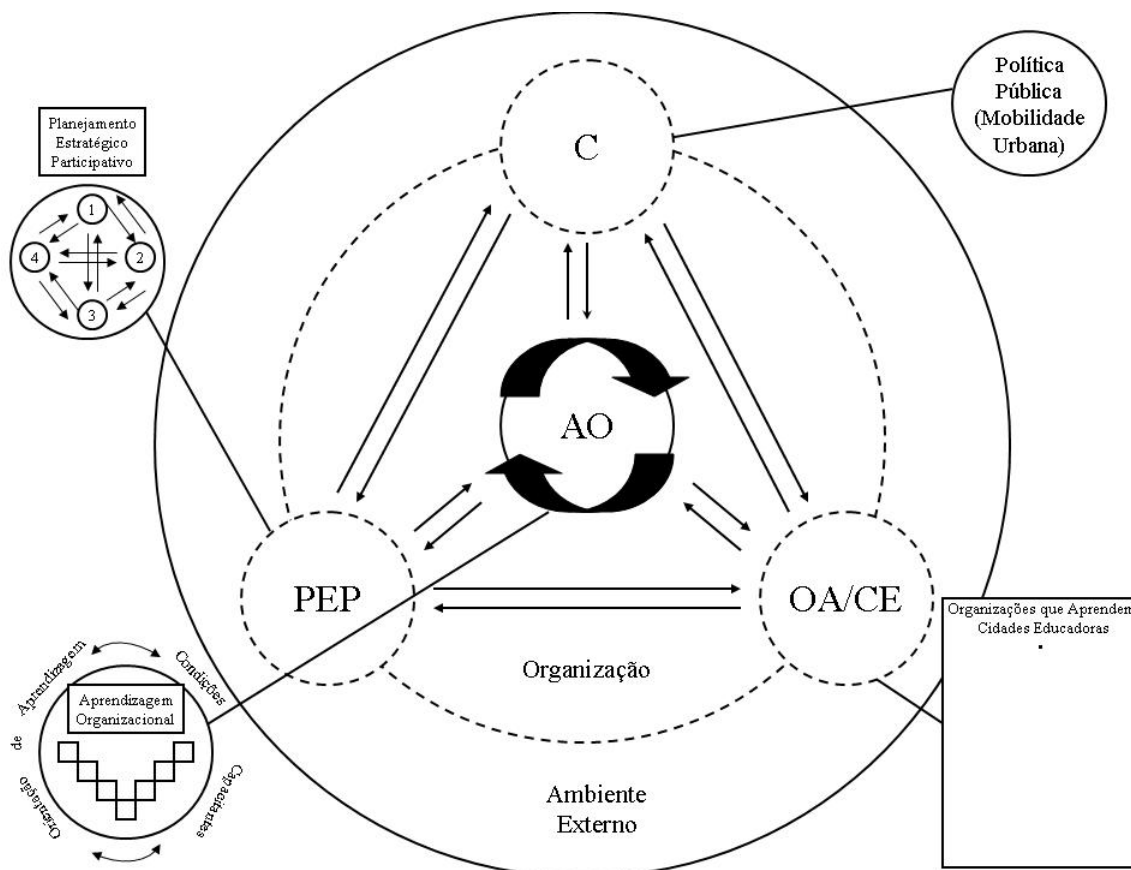 Política
Pública
(Mobilidade
Urbana)
Planejamento
Estratégico
Participativo
1
4
2
3
C
AO
PEP
OA/CE
Organizações que Aprendem
Cidades Educadoras
Organização
Aprendizagem
Condições
Aprendizagem
Organizacional
de
Orientação
Capacitantes
Ambiente
Externo